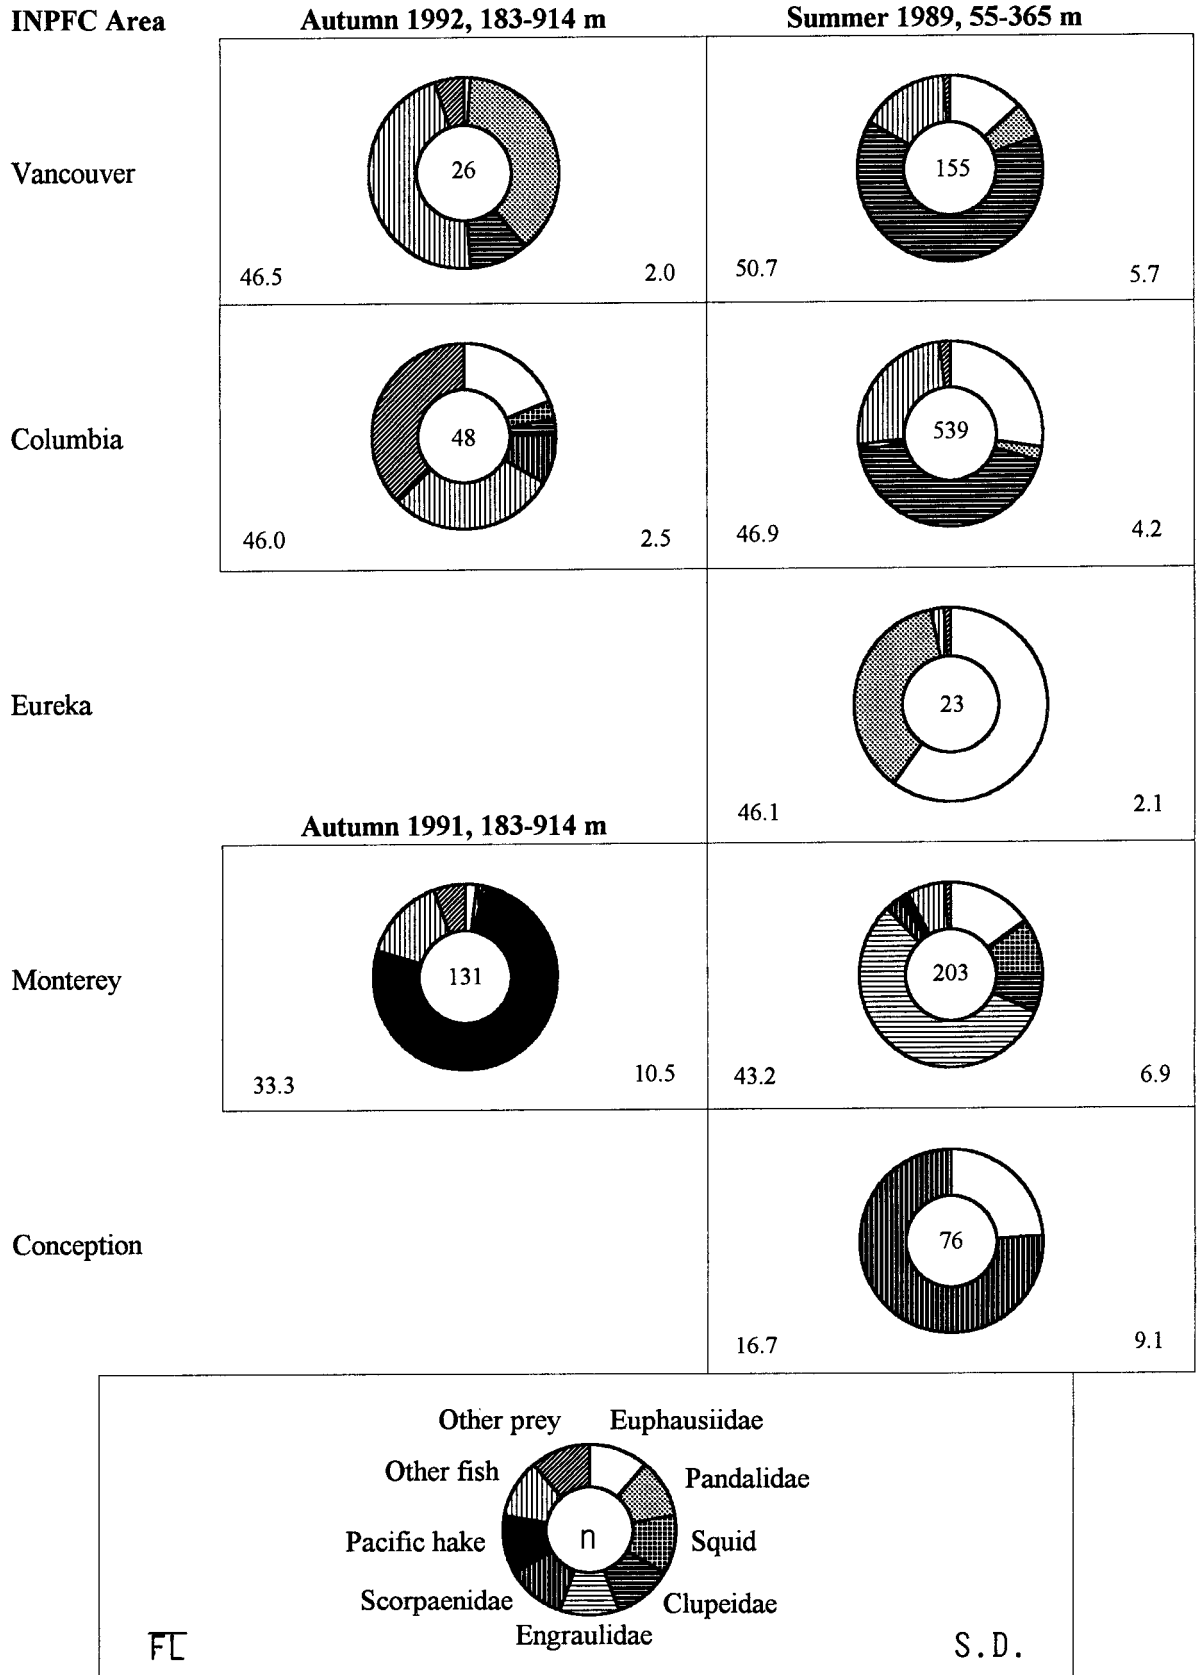 INPFC Area Autumn 1992, 183-914 m Summer 1989, 55-365 m
Vancouver 26 155
46.5 2.0 50.7 5.7
Columbia 48 539
46.0 2.5 46.9 4.2
Eureka 23
46.1 2.1
Autumn 1991, 183-914 m
Monterey 131 203
33.3 10.5 43.2 6.9
Conception 76
16.7 9.1
Other prey Euphausiidae
Other fish Pandalidae
Pacific hake n Squid
Scorpaenidae Clupeidae
Engraulidae
FL S.D.